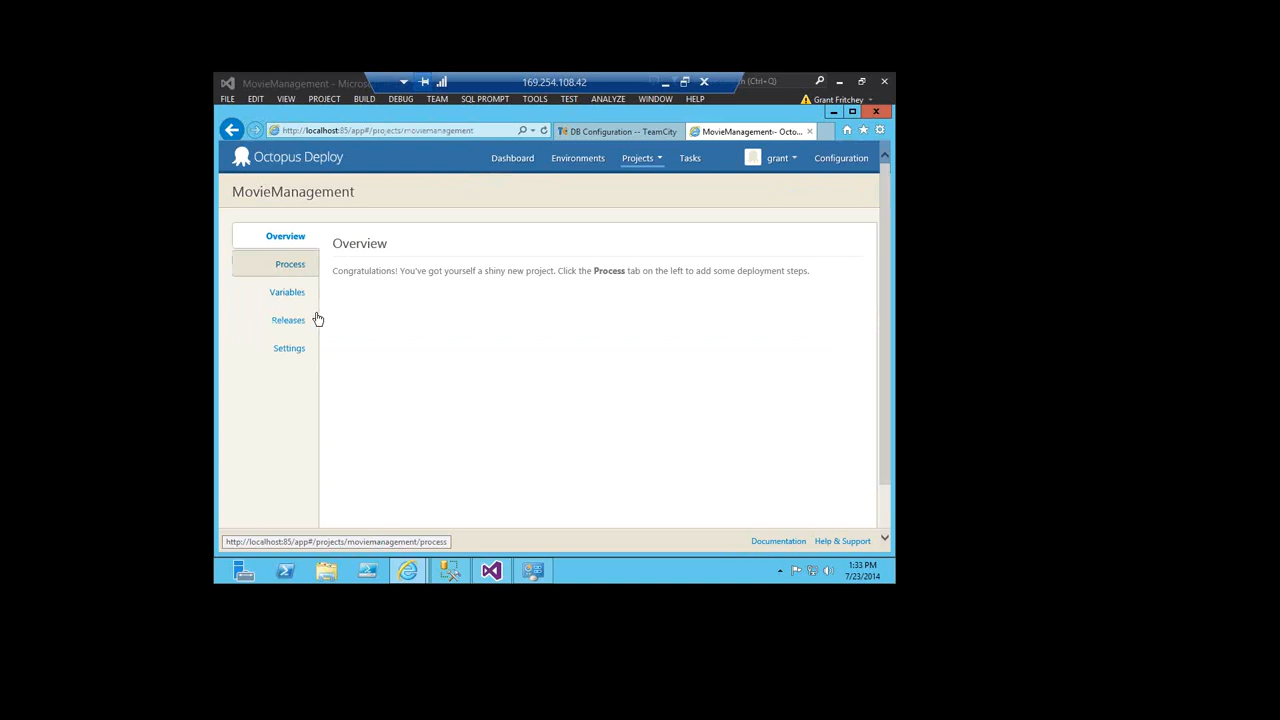 MovieManagement - Micros
169.254.108.42
(Ctrl+Q)
FILE EDIT VIEW PROJECT BUILD DEBUG TEAM SQL PROMPT TOOLS TEST ANALYZE WINDOW HELP Grant Fritchey
http://localhost:85/app#/projects/moviemanagement
DB Configuration -- TeamCity
MovieManagement - Octo...
Octopus Deploy
Dashboard Environments Projects Tasks grant Configuration
MovieManagement
Overview
Process
Variables
Releases
Settings
Overview
Congratulations! You've got yourself a shiny new project. Click the Process tab on the left to add some deployment steps.
http://localhost:85/app#/projects/moviemanagement/process
Documentation Help & Support
1:33 PM
7/23/2014